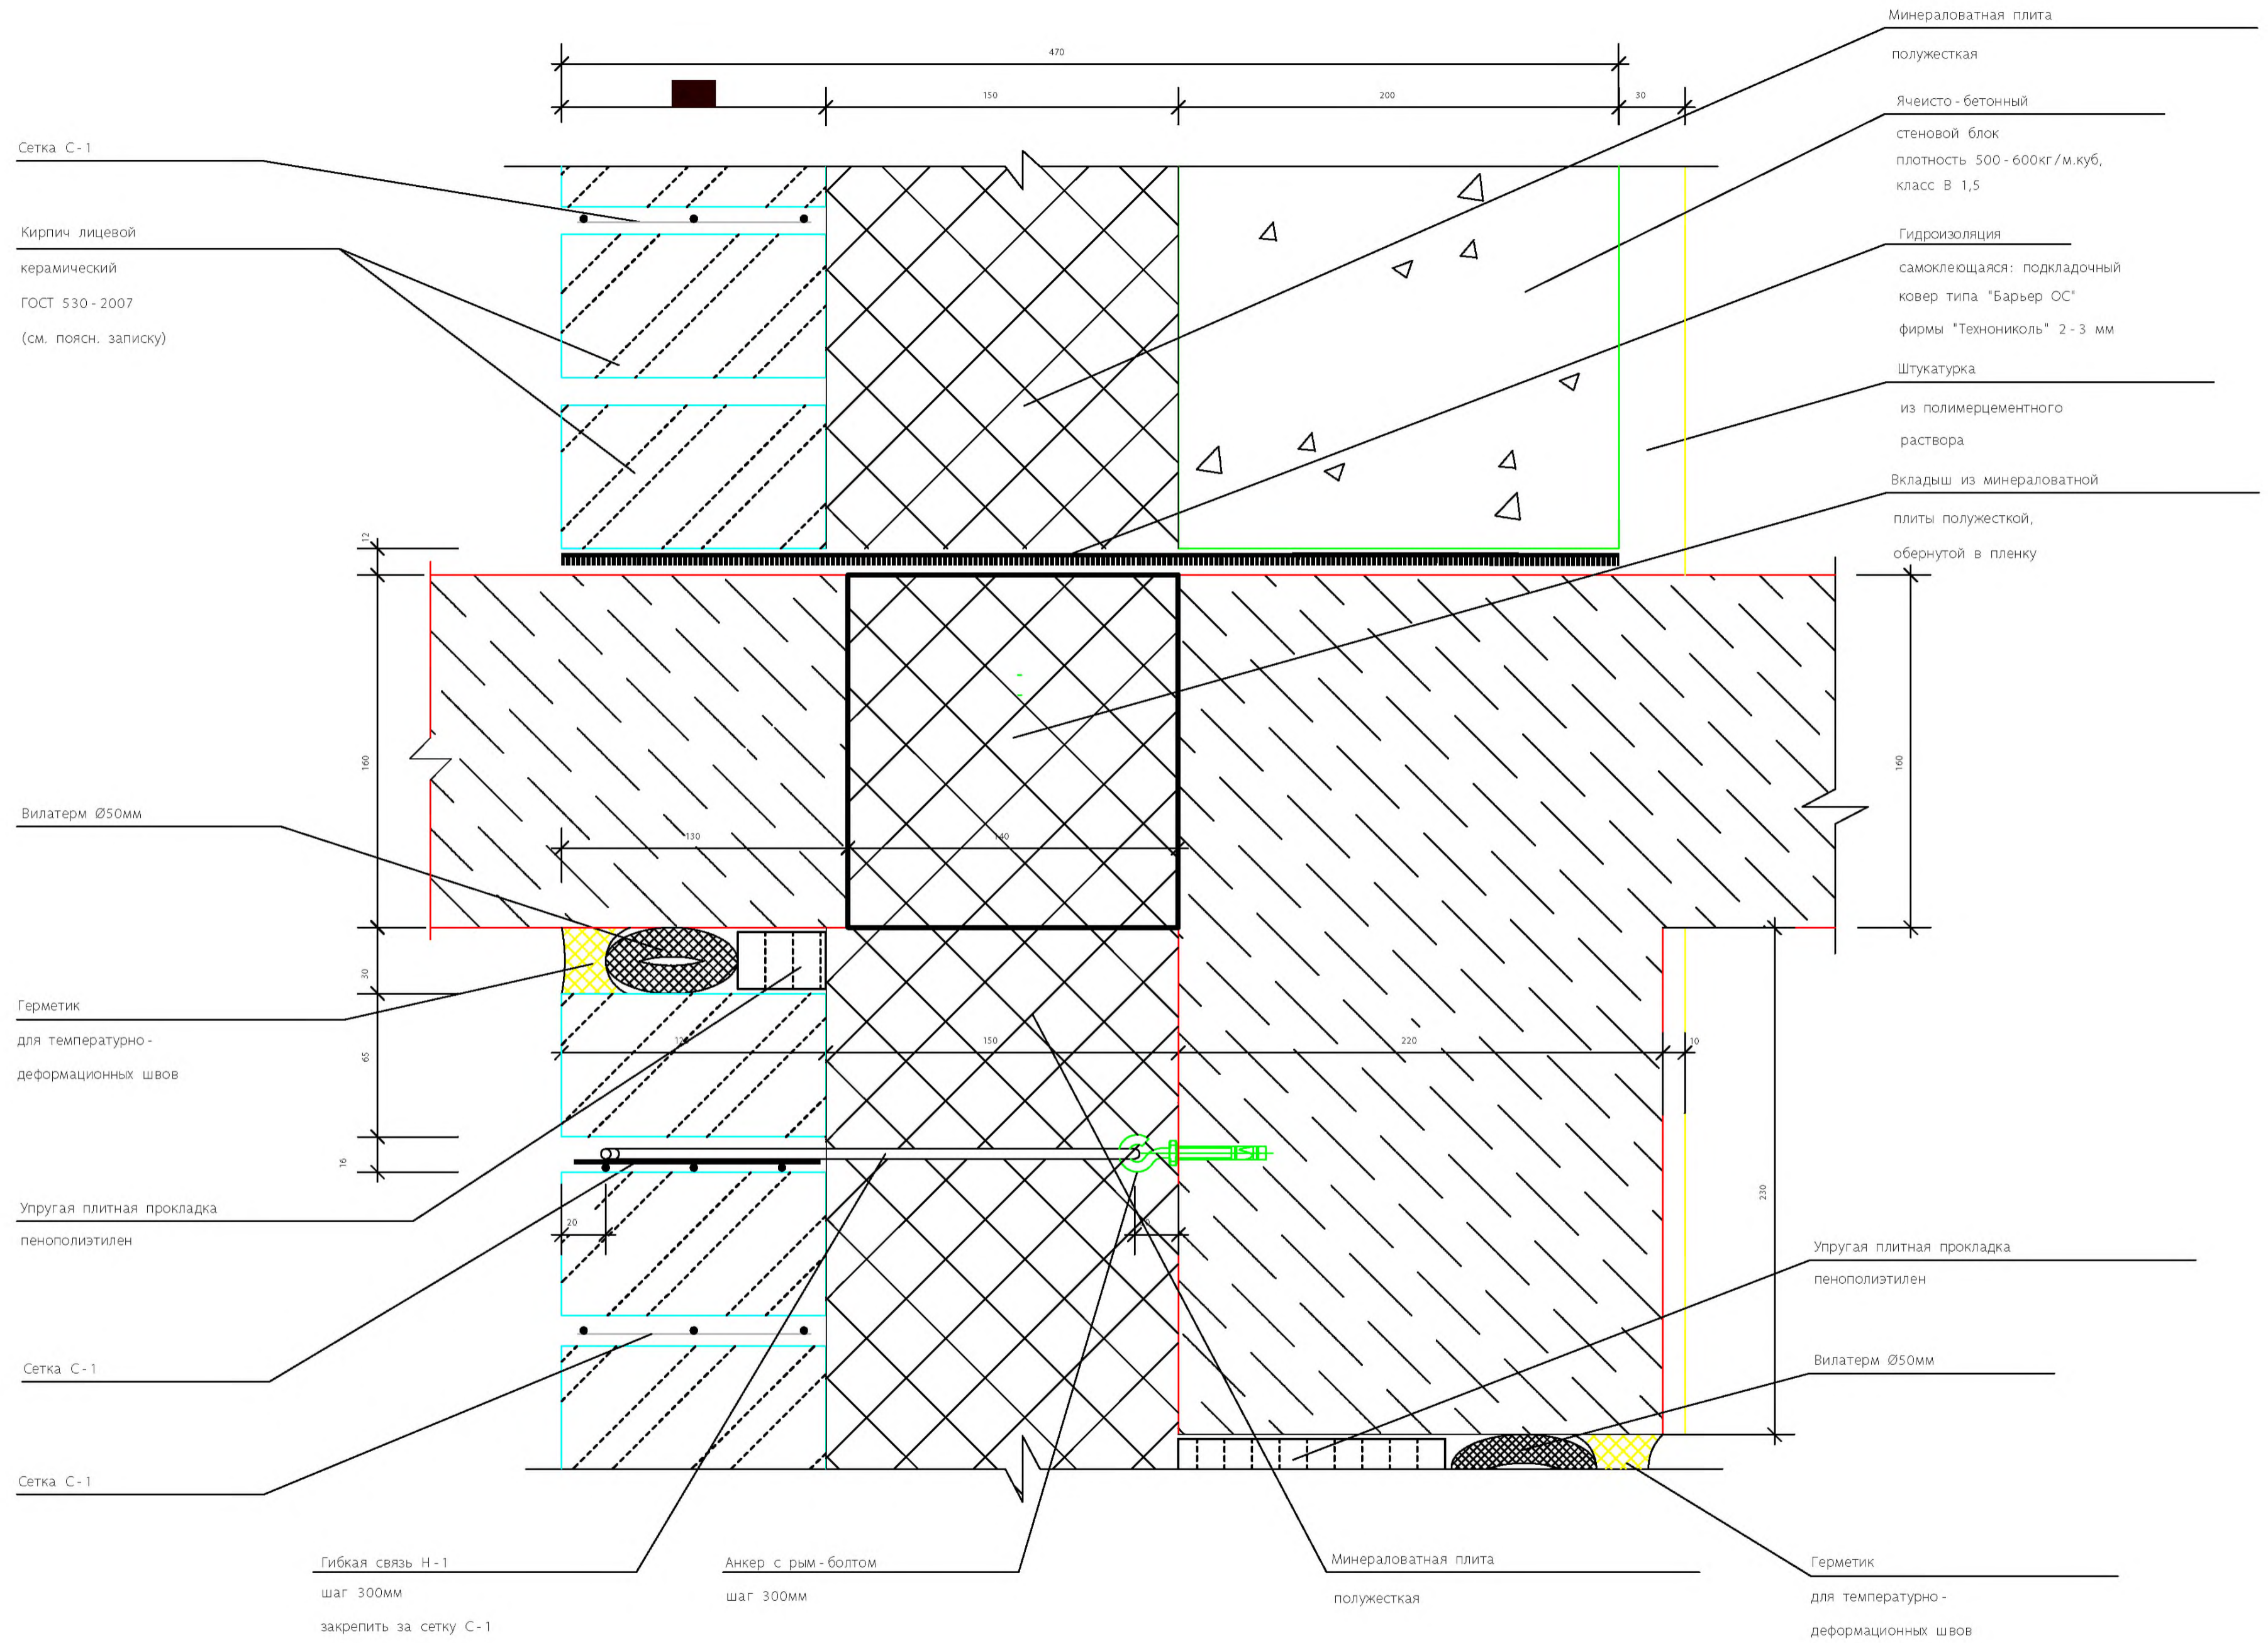 470
150
200
30
Сетка С-1
Кирпич лицевой
керамический
ГОСТ 530-2007
(см. поясн. записку)
Минераловатная плита
полужесткая
Ячеисто-бетонный
стеновой блок
плотность 500-600кг/м.куб,
класс В 1,5
Гидроизоляция
самоклеющаяся: подкладочный
ковер типа "Барьер ОС"
фирмы "Технониколь" 2-3 мм
Штукатурка
из полимерцементного
раствора
Вкладыш из минераловатной
плиты полужесткой,
обернутой в пленку
12
160
160
130
140
Вилатерм Ø50мм
30
Герметик
для температурно-
деформационных швов
65
150
220
10
16
230
20
Упругая плитная прокладка
пенополиэтилен
Сетка С-1
Сетка С-1
Упругая плитная прокладка
пенополиэтилен
Вилатерм Ø50мм
Гибкая связь Н-1
шаг 300мм
закрепить за сетку С-1
Анкер с рым-болтом
шаг 300мм
Минераловатная плита
полужесткая
Герметик
для температурно-
деформационных швов